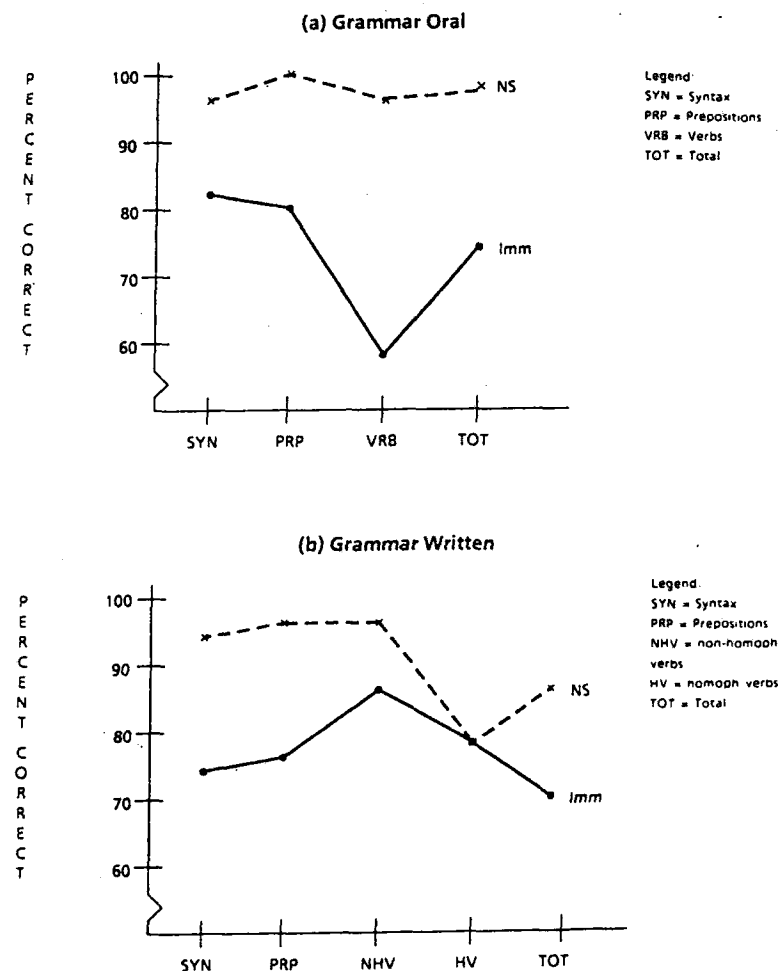 (a) Grammar Oral
PERCENT CORRECT
100
90
80
70
60
NS
Imm
SYN PRP VRB TOT
Legend:
SYN = Syntax
PRP = Prepositions
VRB = Verbs
TOT = Total
(b) Grammar Written
PERCENT CORRECT
100
90
80
70
60
NS
Imm
SYN PRP NHV HV TOT
Legend:
SYN = Syntax
PRP = Prepositions
NHV = non-homoph
verbs
HV = homoph verbs
TOT = Total